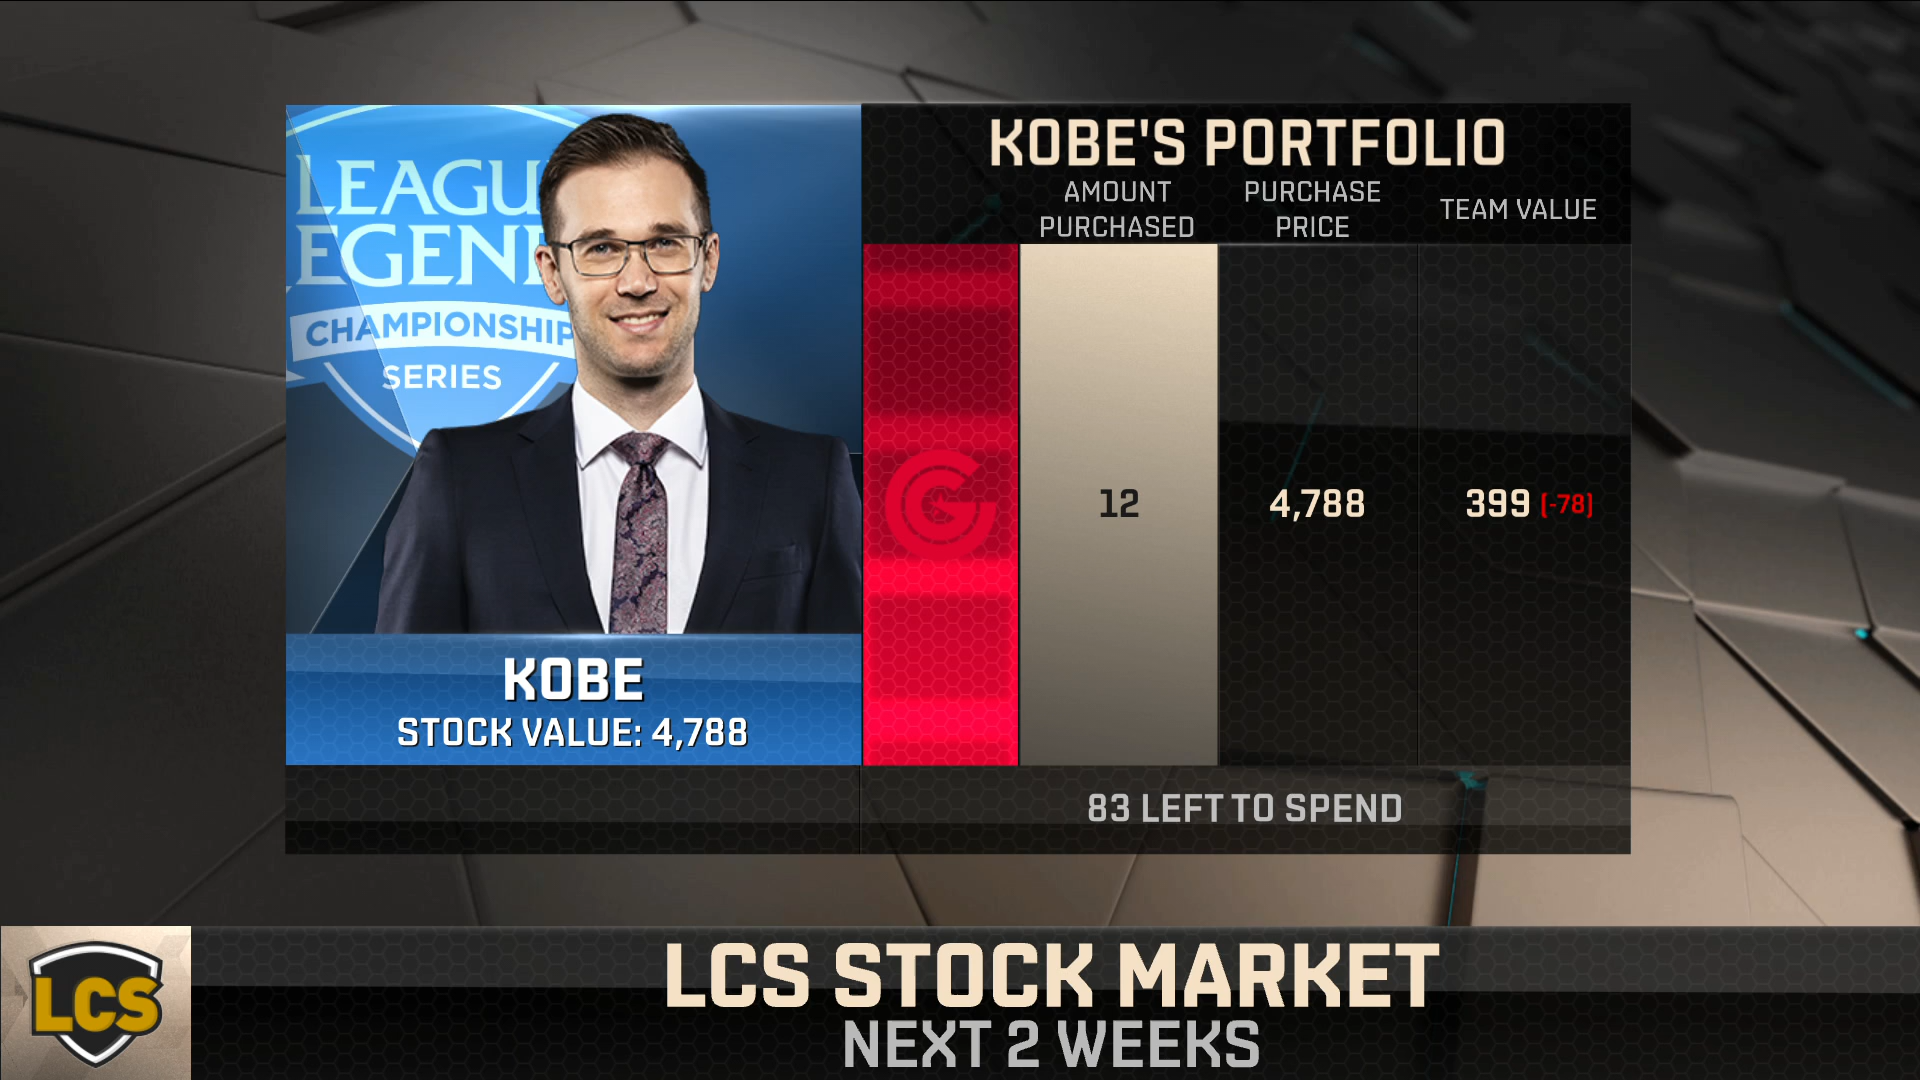 LEAGU
EGEN
CHAMPIONSHIP
SERIES
KOBE
STOCK VALUE: 4,788
KOBE'S PORTFOLIO
AMOUNT
PURCHASED
PURCHASE
PRICE
TEAM VALUE
12
4,788
399 [-78]
83 LEFT TO SPEND
LCS
LCS STOCK MARKET
NEXT 2 WEEKS